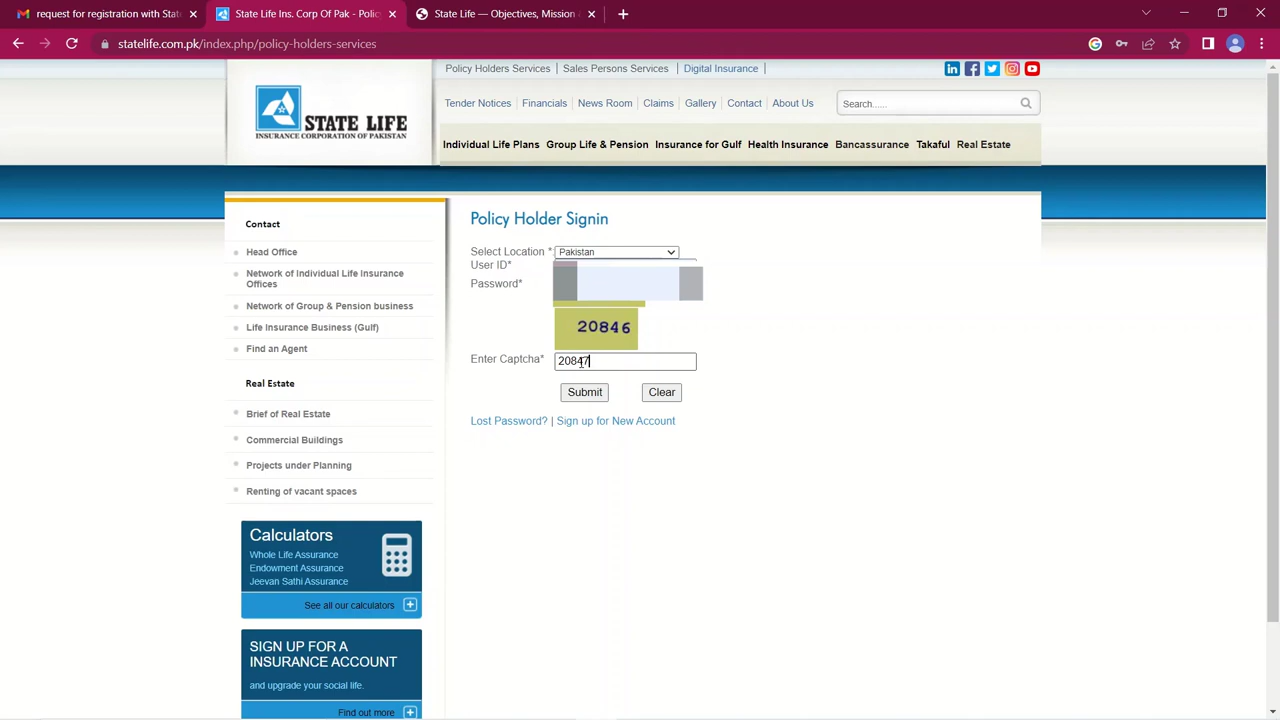 request for registration with State
State Life Ins. Corp Of Pak - Polic
State Life — Objectives, Mission &
statelife.com.pk/index.php/policy-holders-services
Policy Holders Services | Sales Persons Services | Digital Insurance |
STATE LIFE
INSURANCE CORPORATION OF PAKISTAN
Tender Notices | Financials | News Room | Claims | Gallery | Contact | About Us
Search......
Individual Life Plans Group Life & Pension Insurance for Gulf Health Insurance Bancassurance Takaful Real Estate
Contact
Head Office
Network of Individual Life Insurance
Offices
Network of Group & Pension business
Life Insurance Business (Gulf)
Find an Agent
Real Estate
Brief of Real Estate
Commercial Buildings
Projects under Planning
Renting of vacant spaces
Calculators
Whole Life Assurance
Endowment Assurance
Jeevan Sathi Assurance
See all our calculators
SIGN UP FOR A
INSURANCE ACCOUNT
and upgrade your social life.
Find out more
Policy Holder Signin
Select Location * Pakistan
User ID*
Password*
20846
Enter Captcha* 20847
Submit Clear
Lost Password? | Sign up for New Account